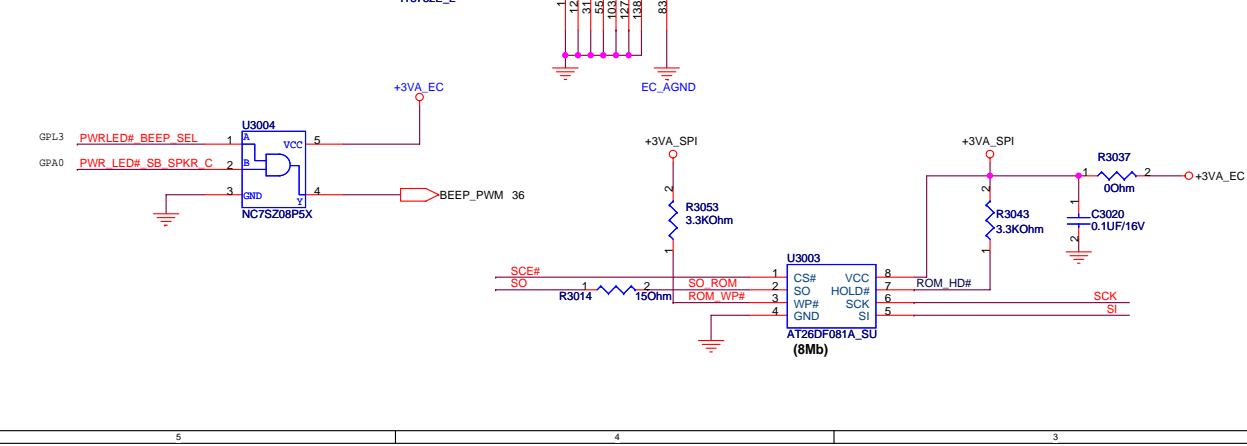 1
12
31
55
103
127
138
83
EC_AGND
+3VA_EC
U3004
GPL3 PWRLED#_BEEP_SEL 1 A VCC 5
GPA0 PWR_LED#_SB_SPKR_C 2 B
3 GND Y 4 BEEP_PWM 36
NC7SZ08P5X
+3VA_SPI
2
R3053
3.3KOhm
1
+3VA_SPI
2
R3043
3.3KOhm
1
1 R3037 2
0Ohm
+3VA_EC
1
C3020
0.1UF/16V
2
U3003
SCE# 1 CS# VCC 8
SO 1 R3014 2 15Ohm SO_ROM 2 SO HOLD# 7 ROM_HD#
ROM_WP# 3 WP# SCK 6 SCK
4 GND SI 5 SI
AT26DF081A_SU
(8Mb)
5 4 3